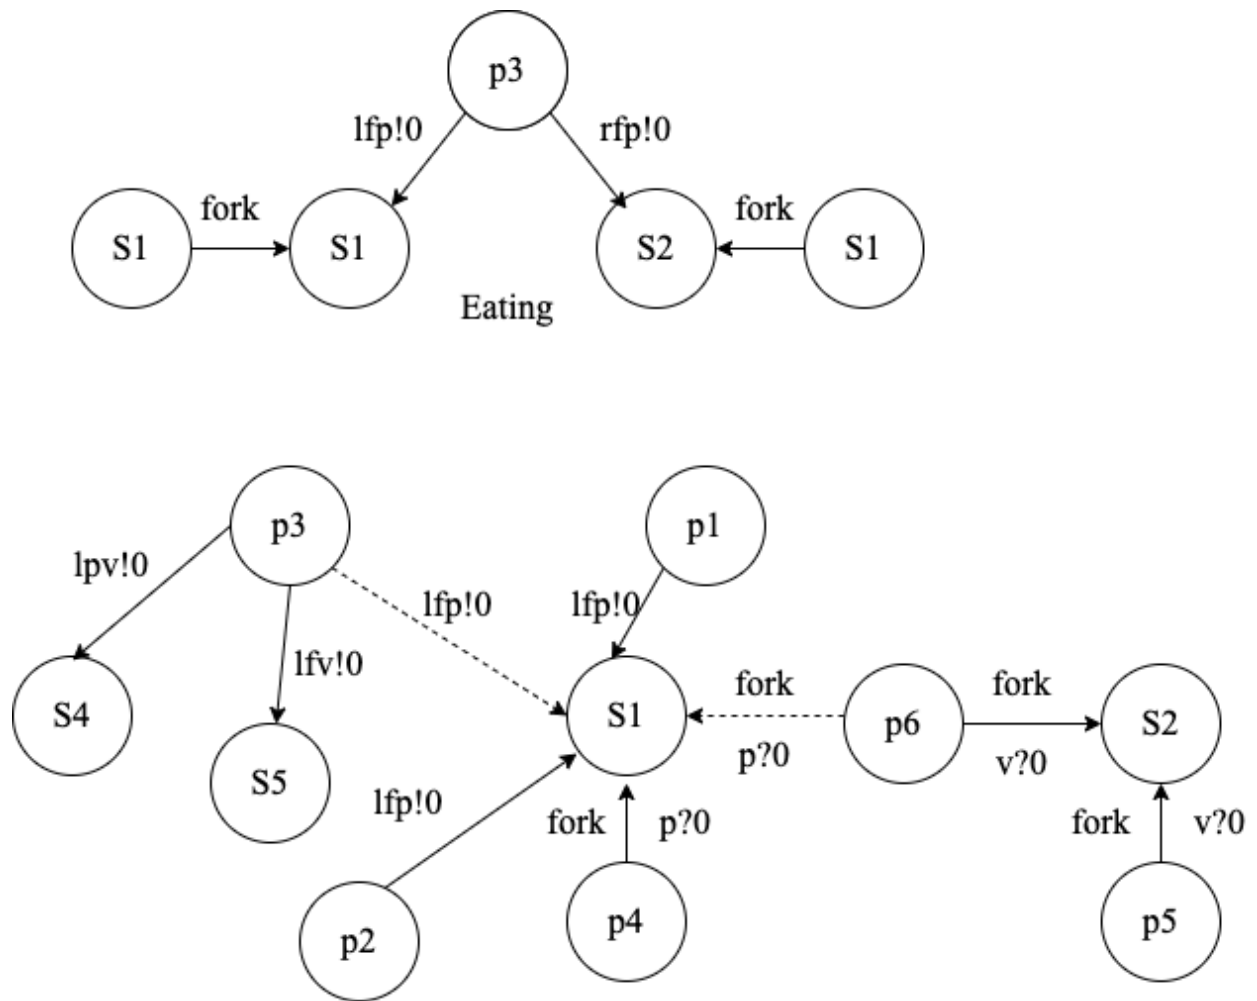 p3
lfp!0
rfp!0
fork
fork
S1
S1
S2
S1
Eating
p3
p1
lpv!0
lfp!0
lfp!0
lfv!0
fork
fork
S4
S1
p6
S2
p?0
v?0
S5
lfp!0
fork
p?0
fork
v?0
p2
p4
p5